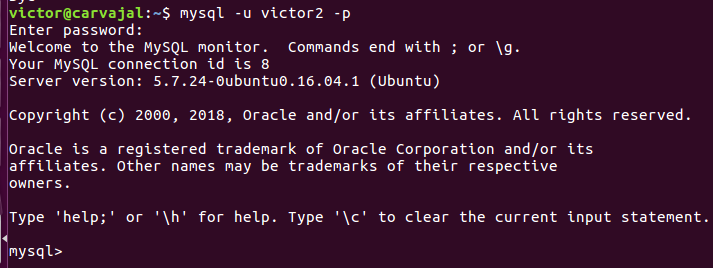 victor@carvajal:~$ mysql -u victor2 -p
Enter password:
Welcome to the MySQL monitor.  Commands end with ; or \g.
Your MySQL connection id is 8
Server version: 5.7.24-0ubuntu0.16.04.1 (Ubuntu)
Copyright (c) 2000, 2018, Oracle and/or its affiliates. All rights reserved.
Oracle is a registered trademark of Oracle Corporation and/or its
affiliates. Other names may be trademarks of their respective
owners.
Type 'help;' or '\h' for help. Type '\c' to clear the current input statement.
mysql>